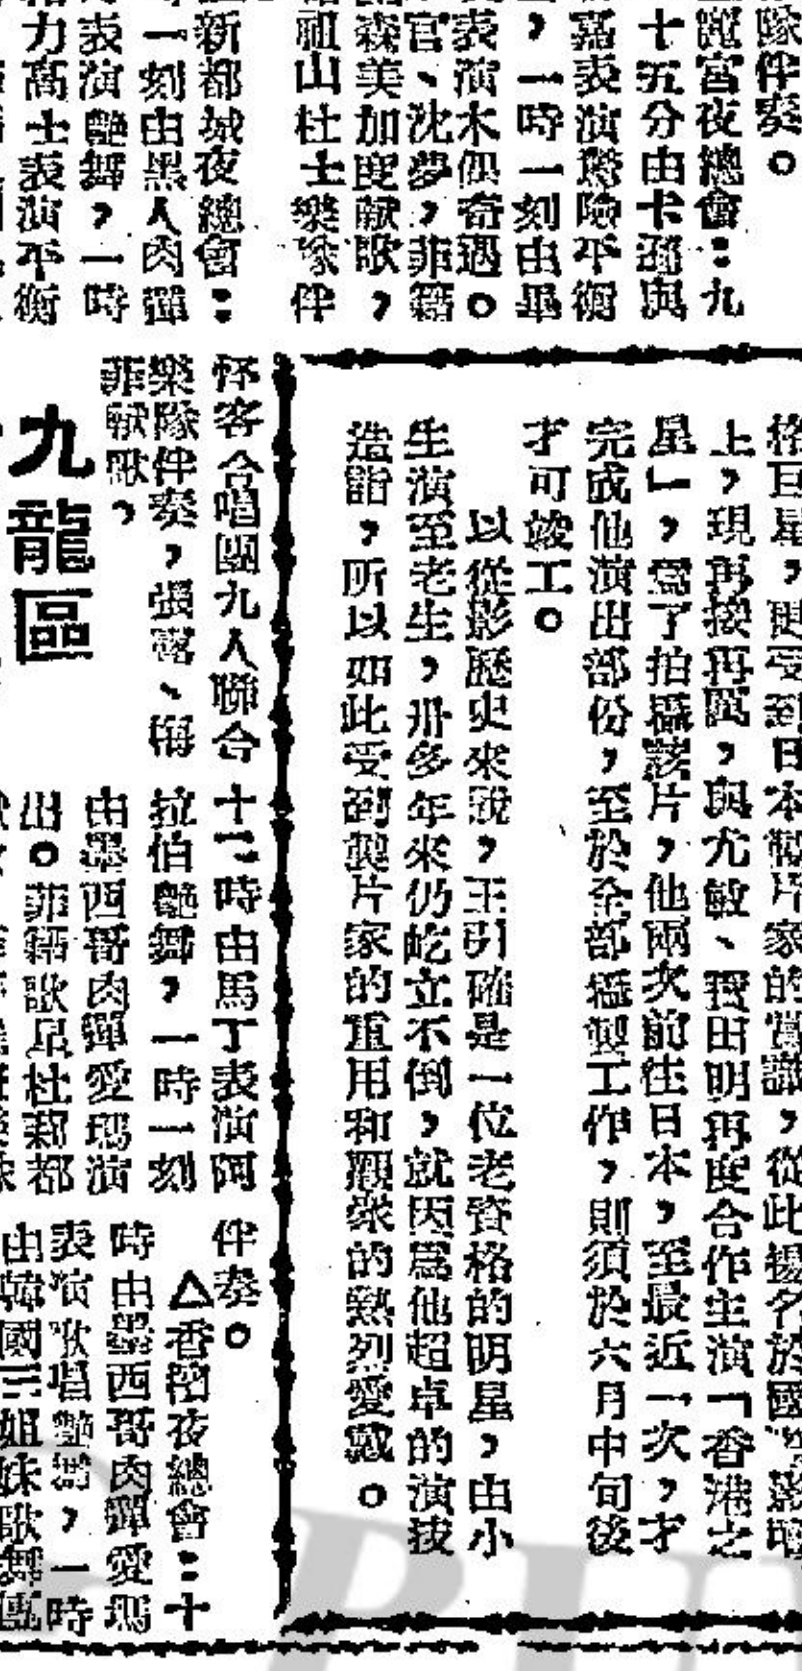 隊伴奏。
麗宮夜總會：九
十五分由卡　與
嘉表演驚險平衡
，一時一刻由畢
表演木偶奇遇。
官、沈夢，菲籍
森美加度献歌，
祖山杜士樂隊伴
新都城夜總會：
一刻由黑人肉彈
表演艷舞，一時
力高士表演平衡
格巨星，更受到日本製片家的賞識，從此揚名於國際影壇
上，現再接再厲，與尤敏、寶田明再度合作主演「香港之
星」，為了拍攝該片，他兩次前往日本，至最近一次，才
完成他演出部份，至於全部攝製工作，則須於六月中旬後
才可竣工。
以從影歷史來說，王引確是一位老資格的明星，由小
生演至老生，卅多年來仍屹立不倒，就因為他超卓的演技
造詣，所以如此受到製片家的重用和觀眾的熱烈愛戴。
怀客合唱團九人聯合
樂隊伴奏，張露、梅
菲献歌，
九龍區
十二時由馬丁表演阿
拉伯艷舞，一時一刻
由墨西哥肉彈愛瑪演
出。菲籍歌星杜莉都
伴奏。
△香檳夜總會：十
時由墨西哥肉彈愛瑪
表演歌唱艷舞，一時
由韓國三姐妹歌舞團